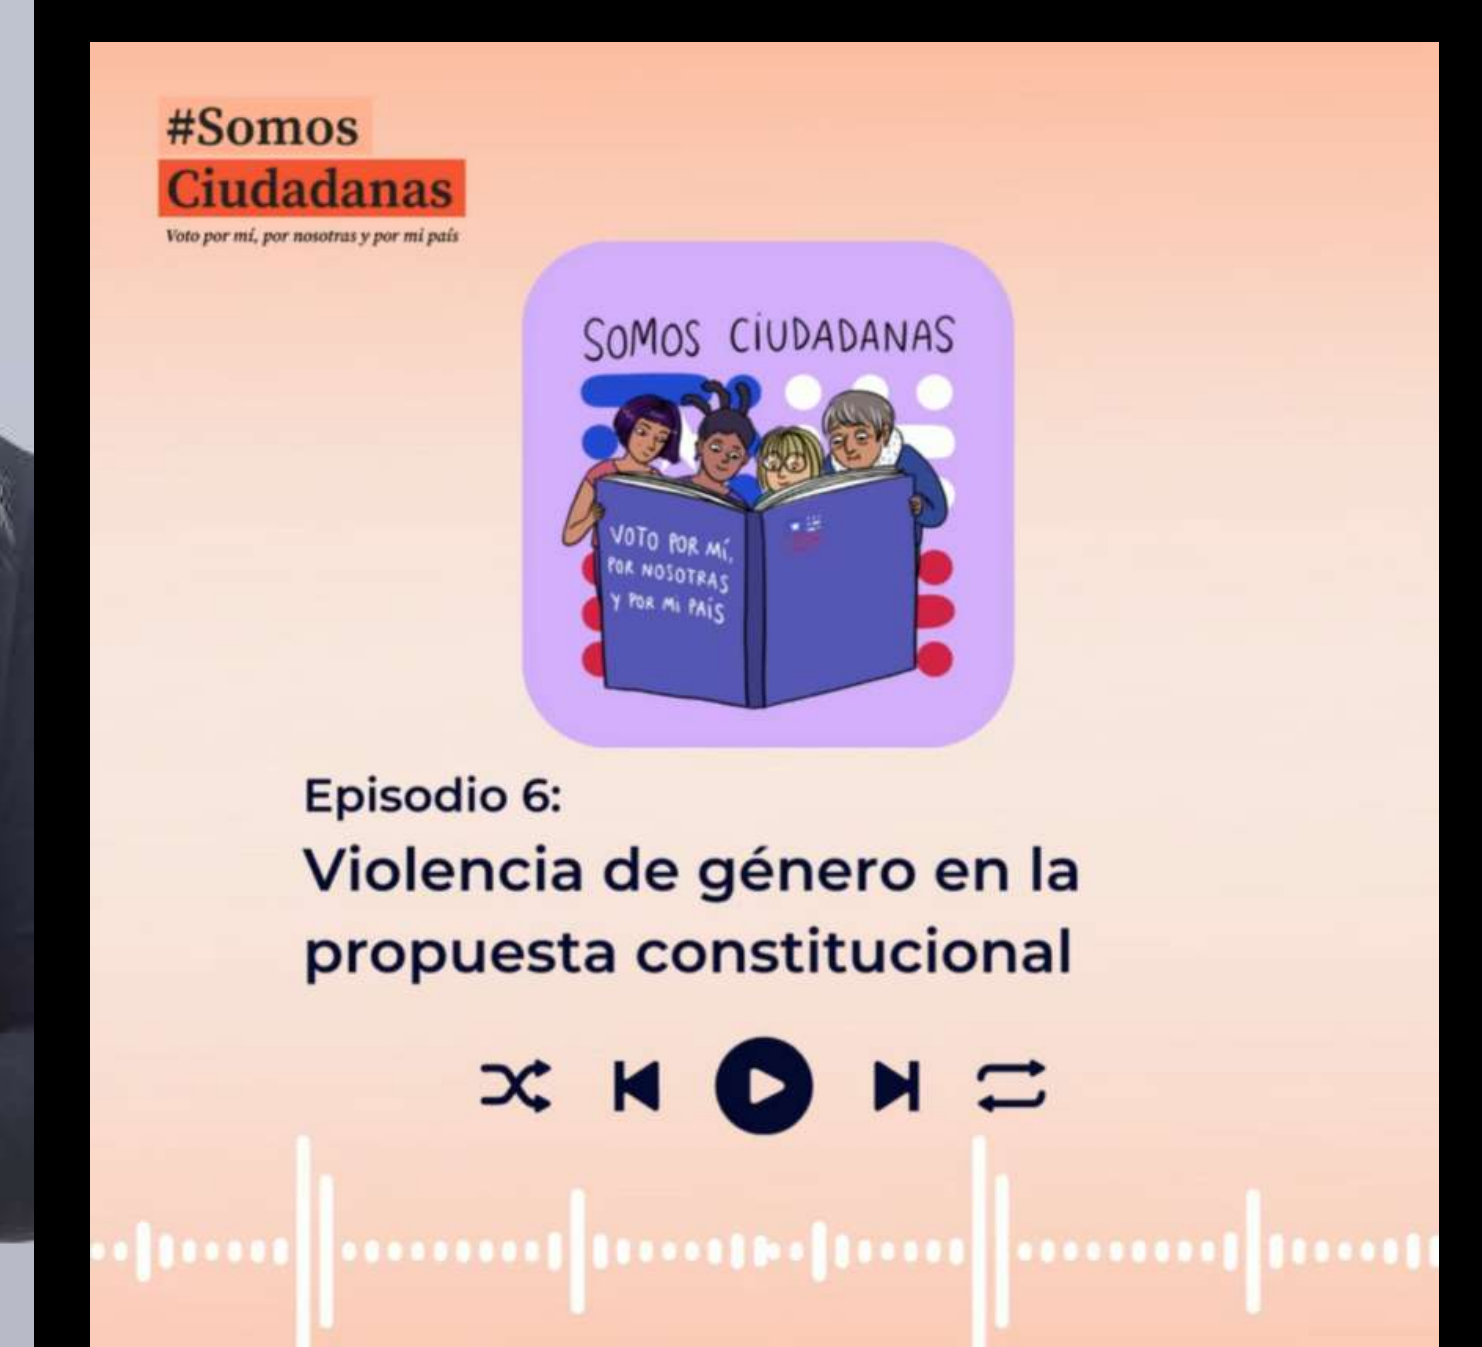 #Somos
Ciudadanas
Voto por mí, por nosotras y por mi país
SOMOS CIUDADANAS
VOTO POR MÍ,
POR NOSOTRAS
Y POR Mi PAÍS
Episodio 6:
Violencia de género en la
propuesta constitucional